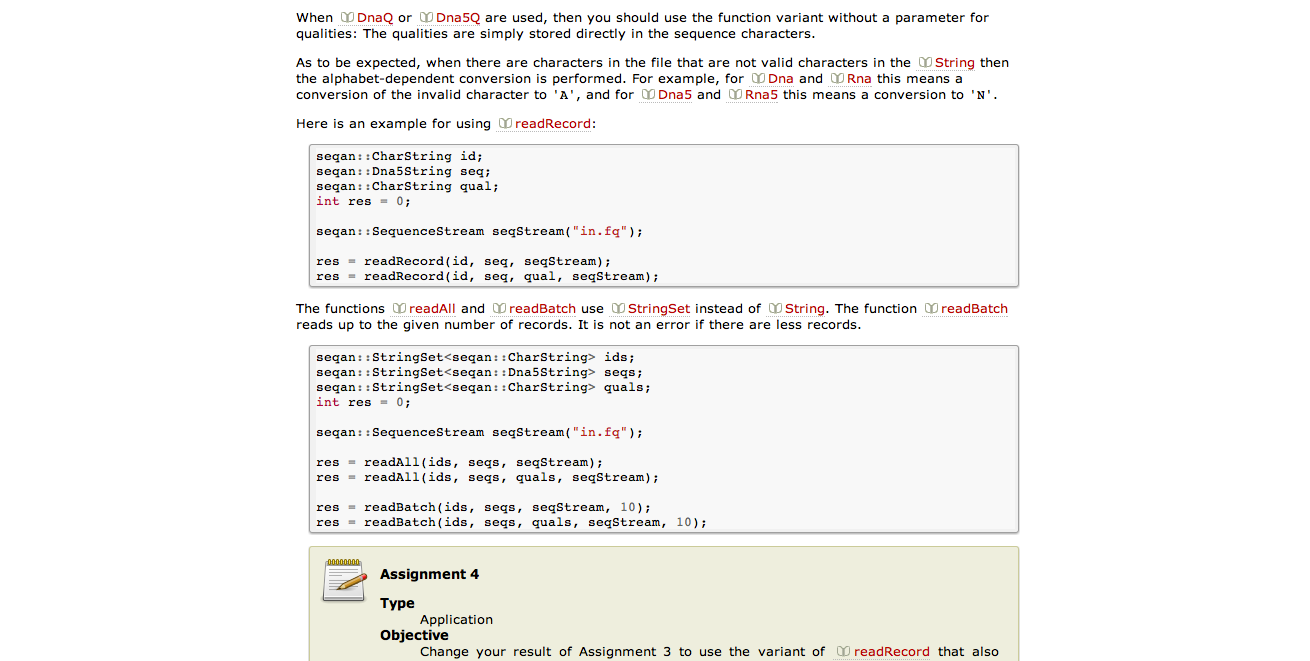 When DnaQ or Dna5Q are used, then you should use the function variant without a parameter for
qualities: The qualities are simply stored directly in the sequence characters.
As to be expected, when there are characters in the file that are not valid characters in the String then
the alphabet-dependent conversion is performed. For example, for Dna and Rna this means a
conversion of the invalid character to 'A', and for Dna5 and Rna5 this means a conversion to 'N'.
Here is an example for using readRecord:
seqan::CharString id;
seqan::Dna5String seq;
seqan::CharString qual;
int res = 0;
seqan::SequenceStream seqStream("in.fq");
res = readRecord(id, seq, seqStream);
res = readRecord(id, seq, qual, seqStream);
The functions readAll and readBatch use StringSet instead of String. The function readBatch
reads up to the given number of records. It is not an error if there are less records.
seqan::StringSet<seqan::CharString> ids;
seqan::StringSet<seqan::Dna5String> seqs;
seqan::StringSet<seqan::CharString> quals;
int res = 0;
seqan::SequenceStream seqStream("in.fq");
res = readAll(ids, seqs, seqStream);
res = readAll(ids, seqs, quals, seqStream);
res = readBatch(ids, seqs, seqStream, 10);
res = readBatch(ids, seqs, quals, seqStream, 10);
Assignment 4
Type
Application
Objective
Change your result of Assignment 3 to use the variant of readRecord that also